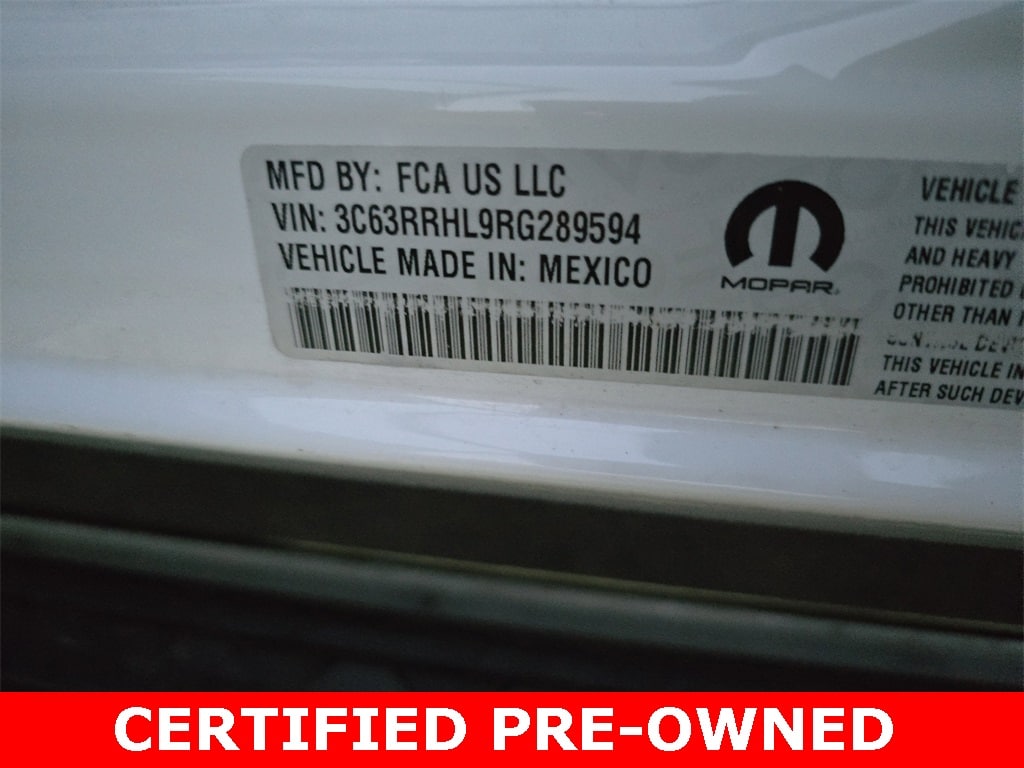 MFD BY: FCA US LLC
VIN: 3C63RRHL9RG289594
VEHICLE MADE IN: MEXICO
MOPAR
VEHICLE
THIS VEHIC
AND HEAVY
PROHIBITED
OTHER THAN
THIS VEHICLE IN
AFTER SUCH DEV
CERTIFIED PRE-OWNED